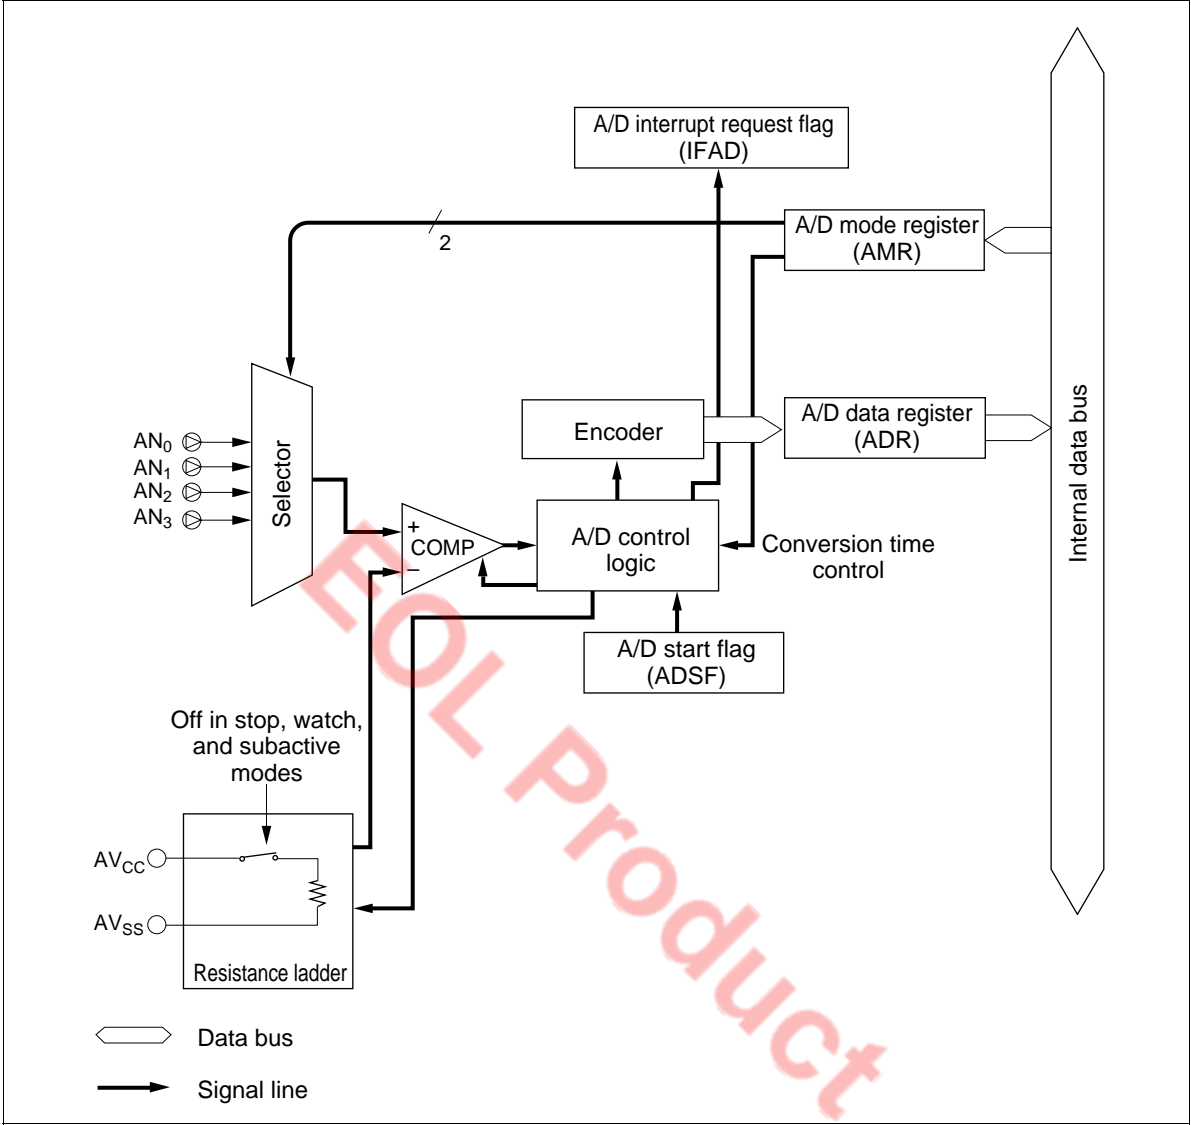 A/D interrupt request flag
(IFAD)
A/D mode register
(AMR)
2
Internal data bus
A/D data register
(ADR)
Encoder
AN0
AN1
AN2
AN3
Selector
+
COMP
−
A/D control
logic
Conversion time
control
A/D start flag
(ADSF)
Off in stop, watch,
and subactive
modes
AVCC
AVSS
Resistance ladder
Data bus
Signal line
EOL Product